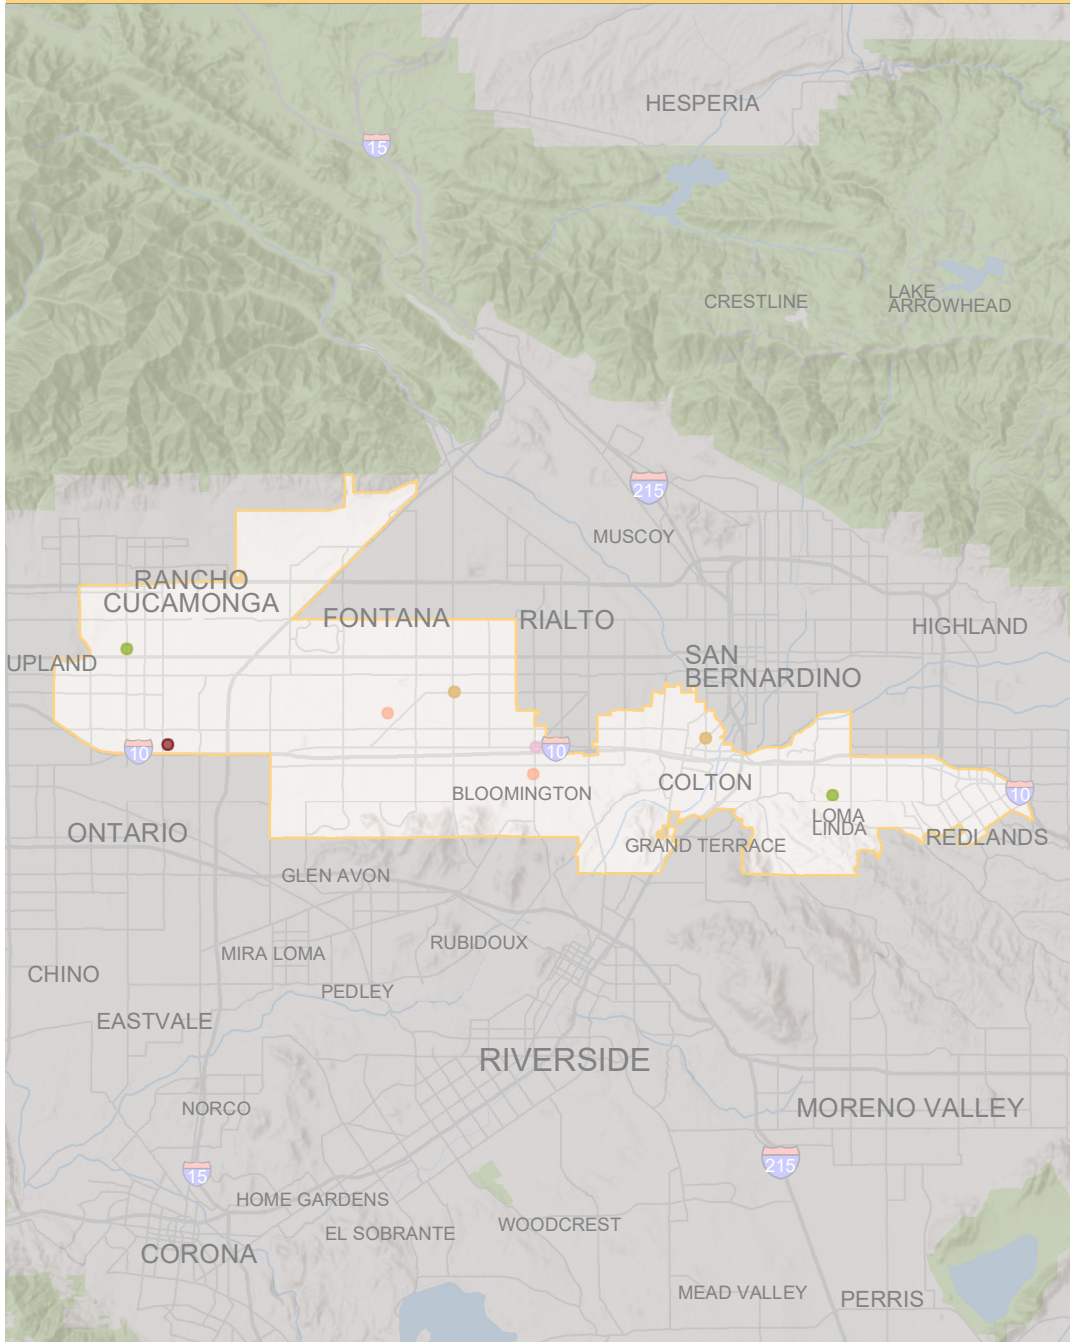 HESPERIA
15
CRESTLINE
LAKE
ARROWHEAD
215
MUSCOY
RANCHO
CUCAMONGA
FONTANA
RIALTO
HIGHLAND
UPLAND
SAN
BERNARDINO
10
10
COLTON
BLOOMINGTON
10
LOMA
LINDA
ONTARIO
GRAND TERRACE
REDLANDS
GLEN AVON
RUBIDOUX
MIRA LOMA
CHINO
PEDLEY
EASTVALE
RIVERSIDE
NORCO
MORENO VALLEY
15
215
HOME GARDENS
EL SOBRANTE
WOODCREST
CORONA
MEAD VALLEY
PERRIS